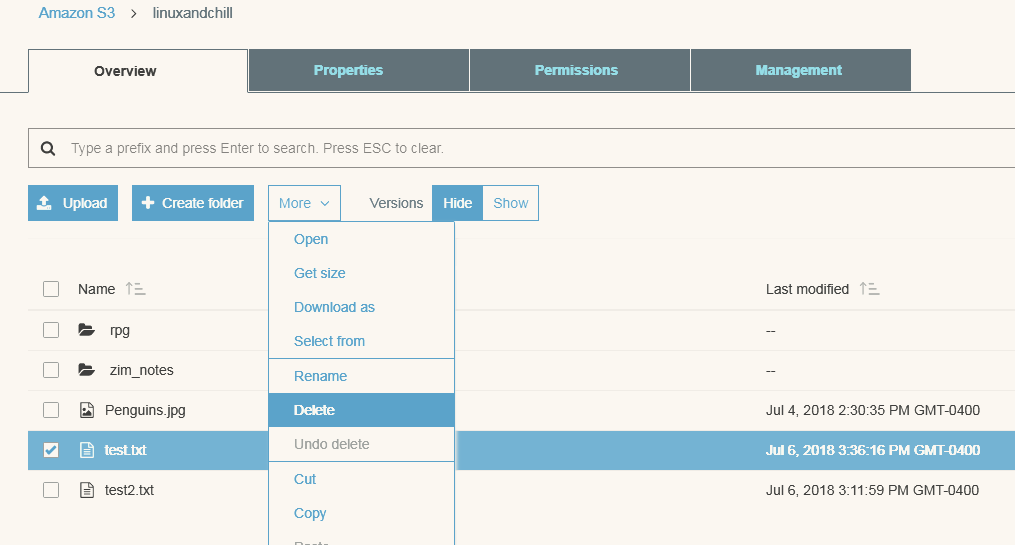 Amazon S3 > linuxandchill
Overview Properties Permissions Management
Type a prefix and press Enter to search. Press ESC to clear.
Upload Create folder More Versions Hide Show
Open
Get size
Download as
Select from
Rename
Delete
Undo delete
Cut
Copy
Name Last modified
rpg --
zim_notes --
Penguins.jpg Jul 4, 2018 2:30:35 PM GMT-0400
test.txt Jul 6, 2018 3:36:16 PM GMT-0400
test2.txt Jul 6, 2018 3:11:59 PM GMT-0400